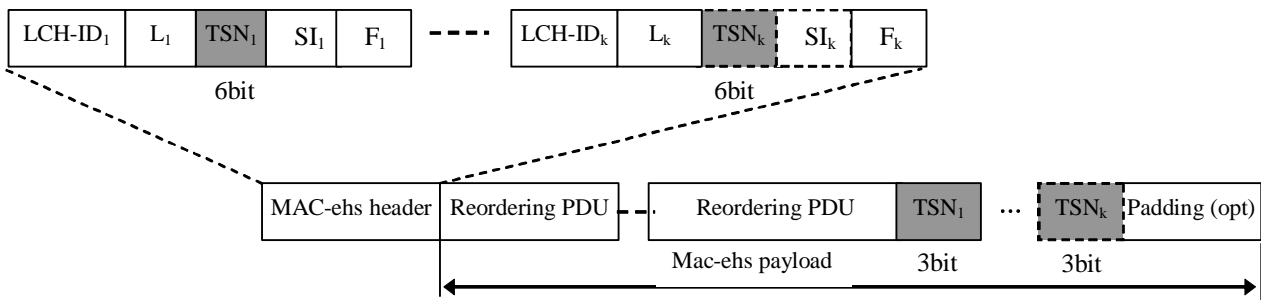 LCH-ID₁ L₁ TSN₁ SI₁ F₁ LCH-IDₖ Lₖ TSNₖ SIₖ Fₖ
6bit 6bit
MAC-ehs header Reordering PDU Reordering PDU TSN₁ ... TSNₖ Padding (opt)
Mac-ehs payload 3bit 3bit